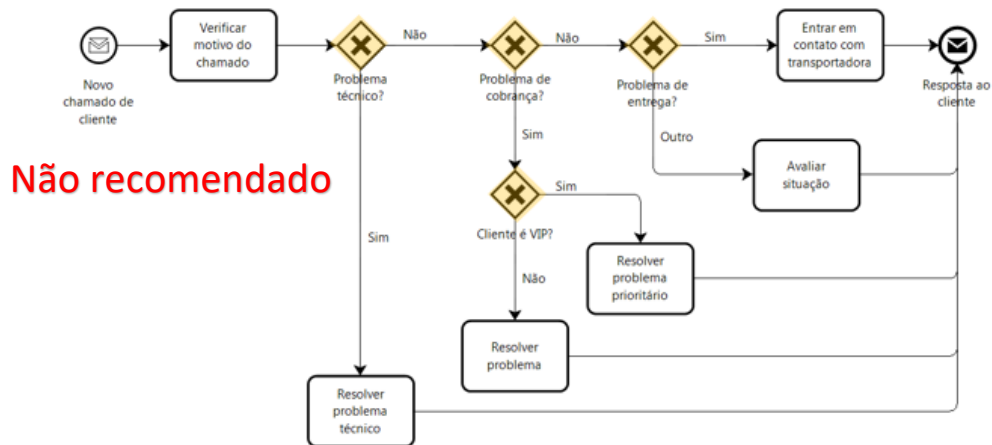 Verificar
motivo do
chamado
Novo
chamado de
cliente
Problema
técnico?
Não
Problema de
cobrança?
Não
Problema de
entrega?
Sim
Entrar em
contato com
transportadora
Resposta ao
cliente
Outro
Avaliar
situação
Sim
Não recomendado
Cliente é VIP?
Sim
Resolver
problema
prioritário
Sim
Não
Resolver
problema
Resolver
problema
técnico